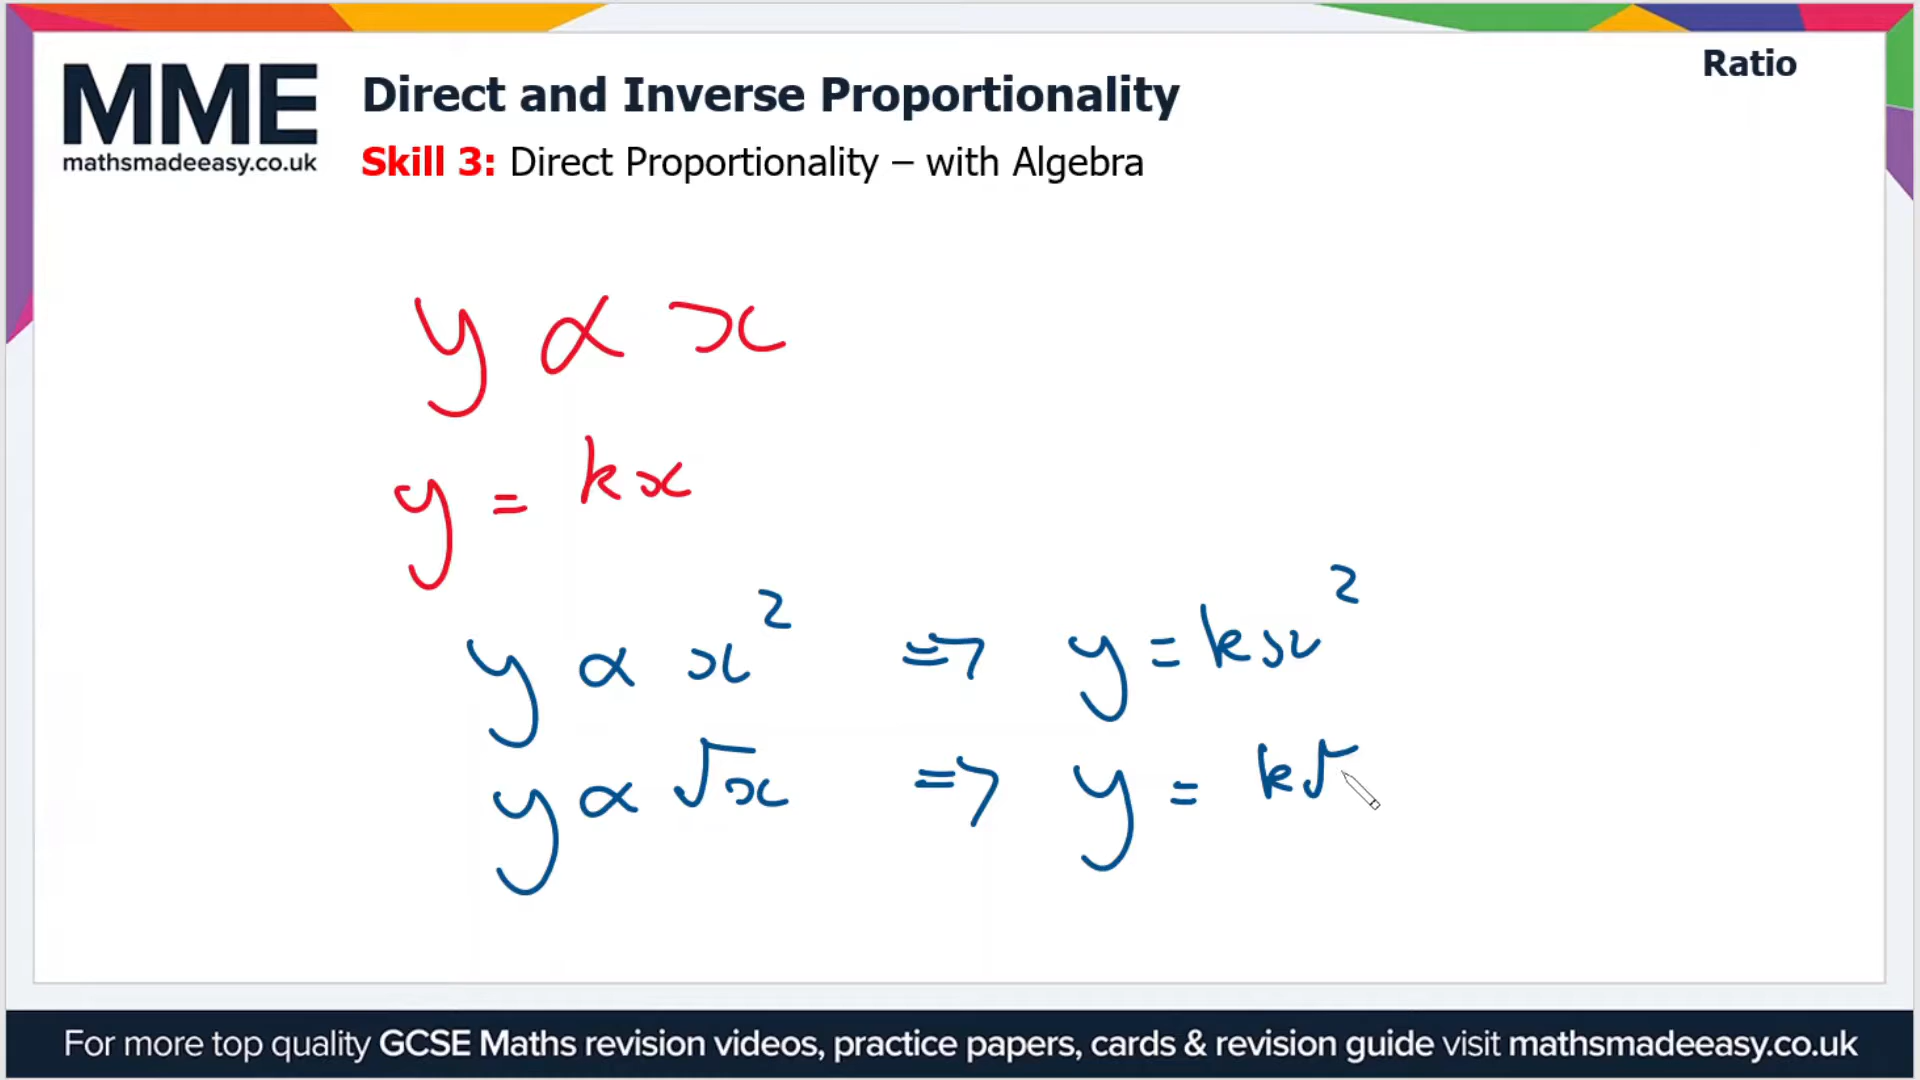 Ratio
MME
mathsmadeeasy.co.uk
Direct and Inverse Proportionality
Skill 3: Direct Proportionality – with Algebra
y ∝ x
y = kx
y ∝ x² ⇒ y = kx²
y ∝ √x ⇒ y = k√
For more top quality GCSE Maths revision videos, practice papers, cards & revision guide visit mathsmadeeasy.co.uk